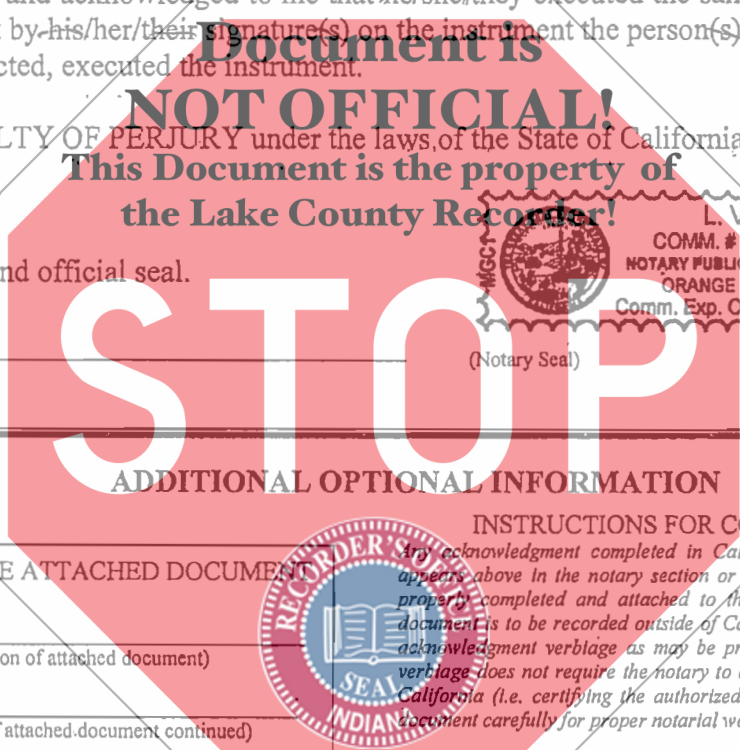 and acknowledged to me that he/she/they executed the sam
by his/her/their signature(s) on the instrument the person(s)
cted, executed the instrument.
Document is
NOT OFFICIAL!
LTY OF PERJURY under the laws of the State of California
This Document is the property of
the Lake County Recorder!
MGC1
L. V
COMM. #
NOTARY PUBLIC
ORANGE
Comm. Exp. O
nd official seal.
(Notary Seal)
STOP
ADDITIONAL OPTIONAL INFORMATION
INSTRUCTIONS FOR CO
E ATTACHED DOCUMENT
Any acknowledgment completed in Cal
appears above in the notary section or
properly completed and attached to th
document is to be recorded outside of Ca
acknowledgment verbiage as may be pr
verbiage does not require the notary to
California (i.e. certifying the authorized
document carefully for proper notarial wo
on of attached document)
attached document continued)
RECORDER'S OFFICE
SEAL
INDIANA